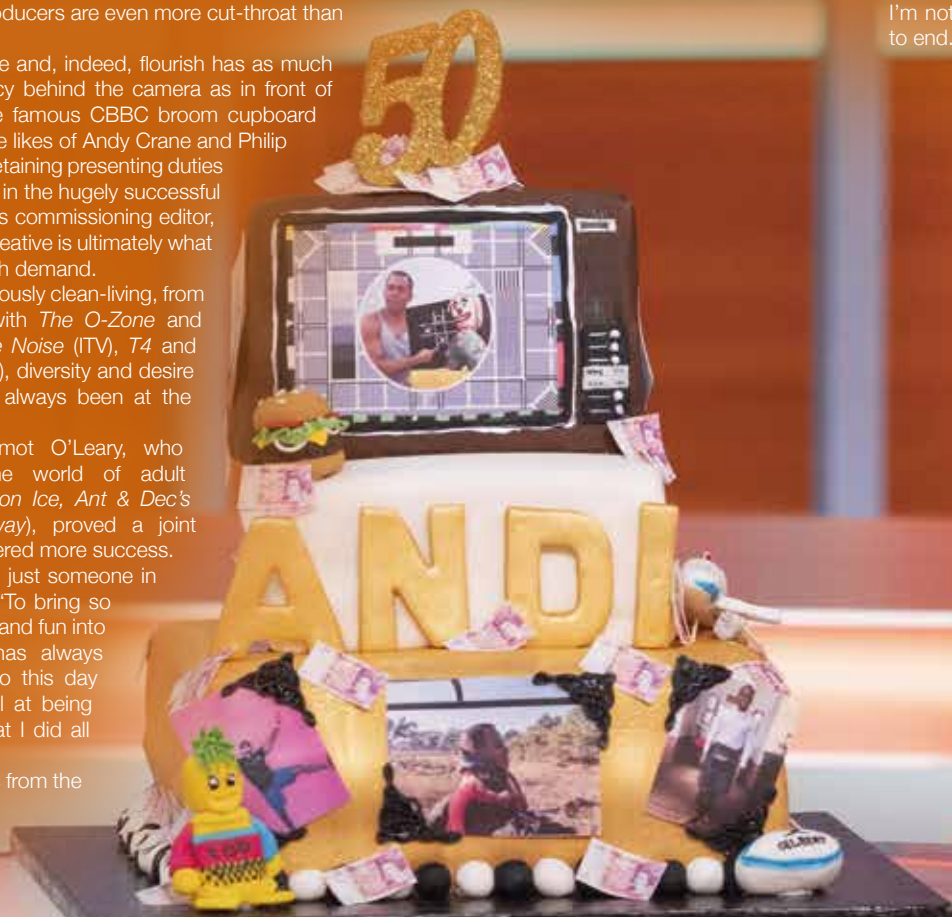 oducers are even more cut-throat than
e and, indeed, flourish has as much
cy behind the camera as in front of
e famous CBBC broom cupboard
e likes of Andy Crane and Philip
etaining presenting duties
in the hugely successful
s commissioning editor,
eative is ultimately what
h demand.
ously clean-living, from
with The O-Zone and
e Noise (ITV), T4 and
), diversity and desire
always been at the
mot O’Leary, who
ne world of adult
on Ice, Ant & Dec’s
vay), proved a joint
ered more success.
just someone in
‘To bring so
and fun into
has always
o this day
l at being
at I did all
from the
I’m not
to end.
50
ANDI
GILBERT